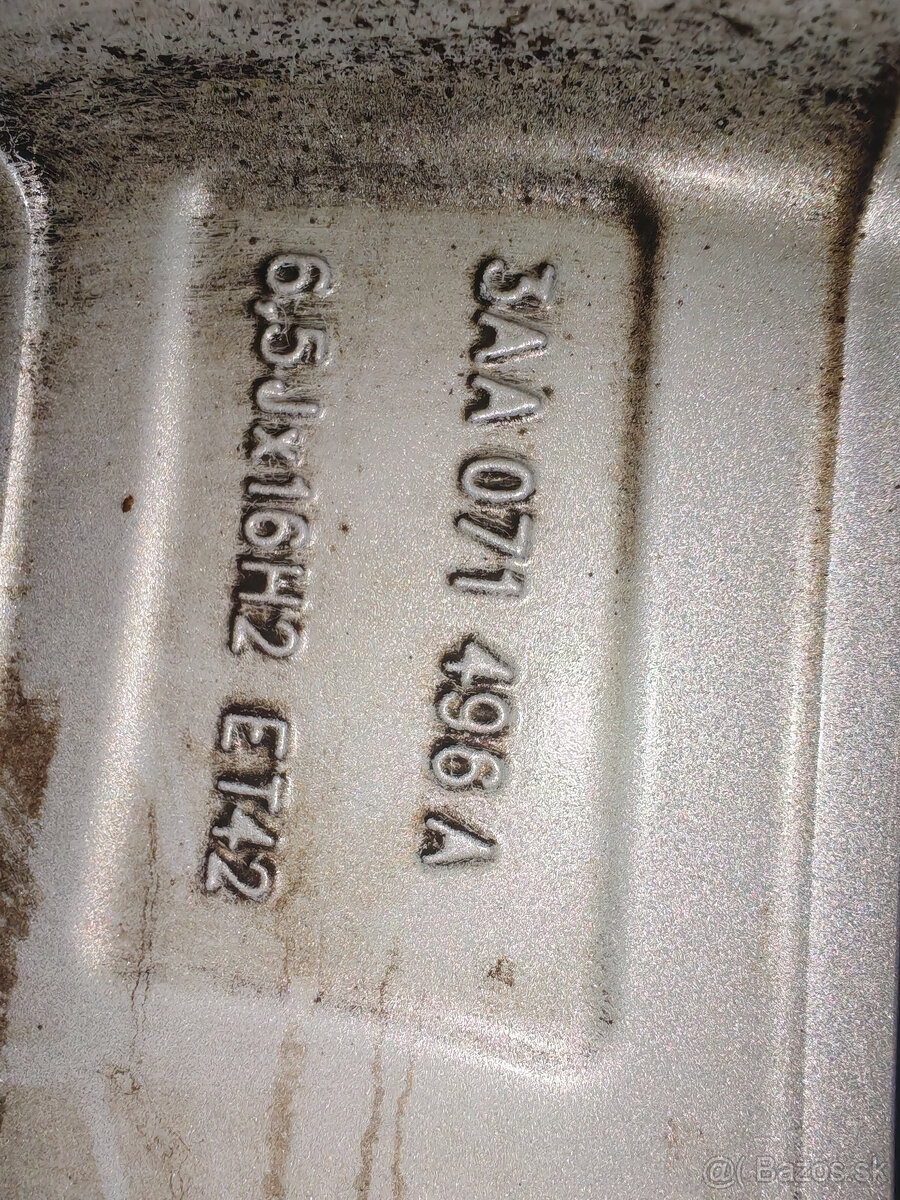 3AA 071 496 A
6,5Jx16H2 ET42
@( Bazos.sk